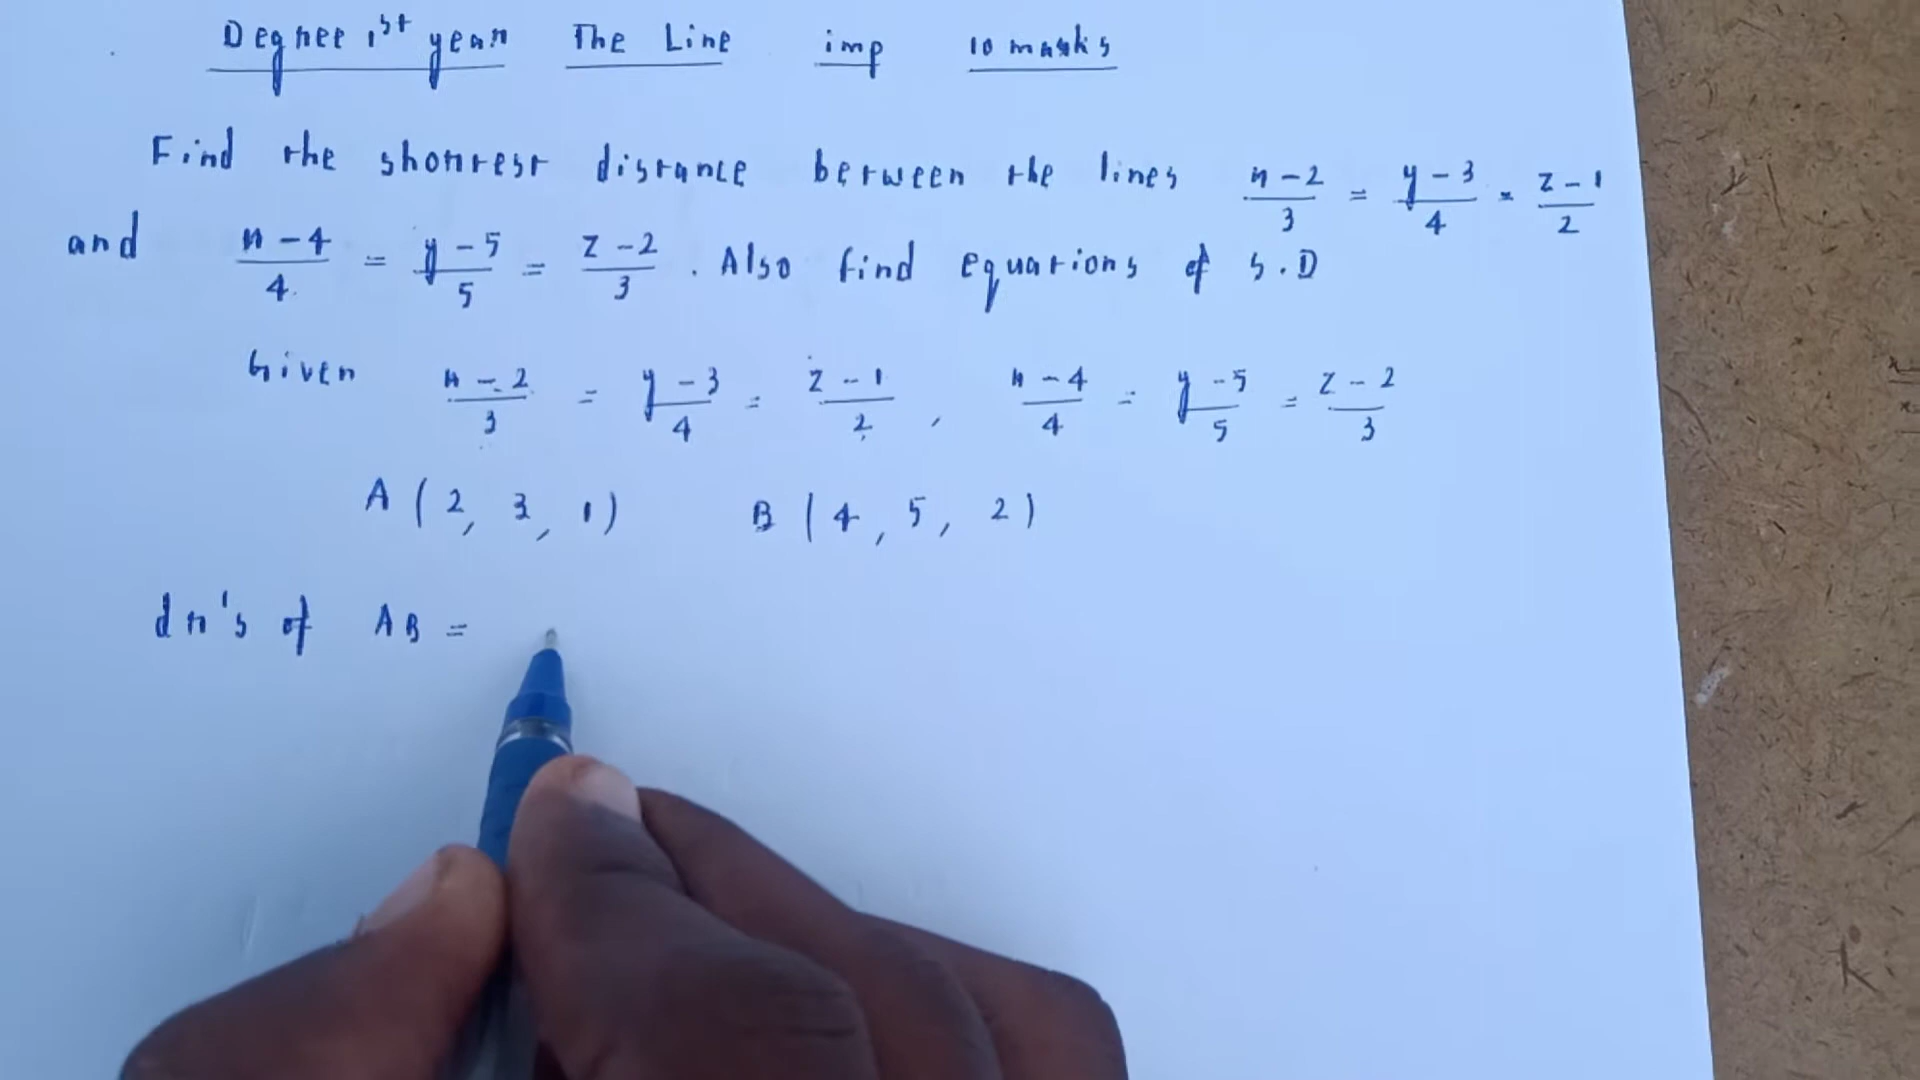 Degree 1st year The Line imp 10 marks
Find the shortest distance between the lines x-2/3 = y-3/4 = z-1/2
and x-4/4 = y-5/5 = z-2/3 . Also find equations of S.D
Given x-2/3 = y-3/4 = z-1/2 , x-4/4 = y-5/5 = z-2/3
A (2, 3, 1) B (4, 5, 2)
dr's of AB =